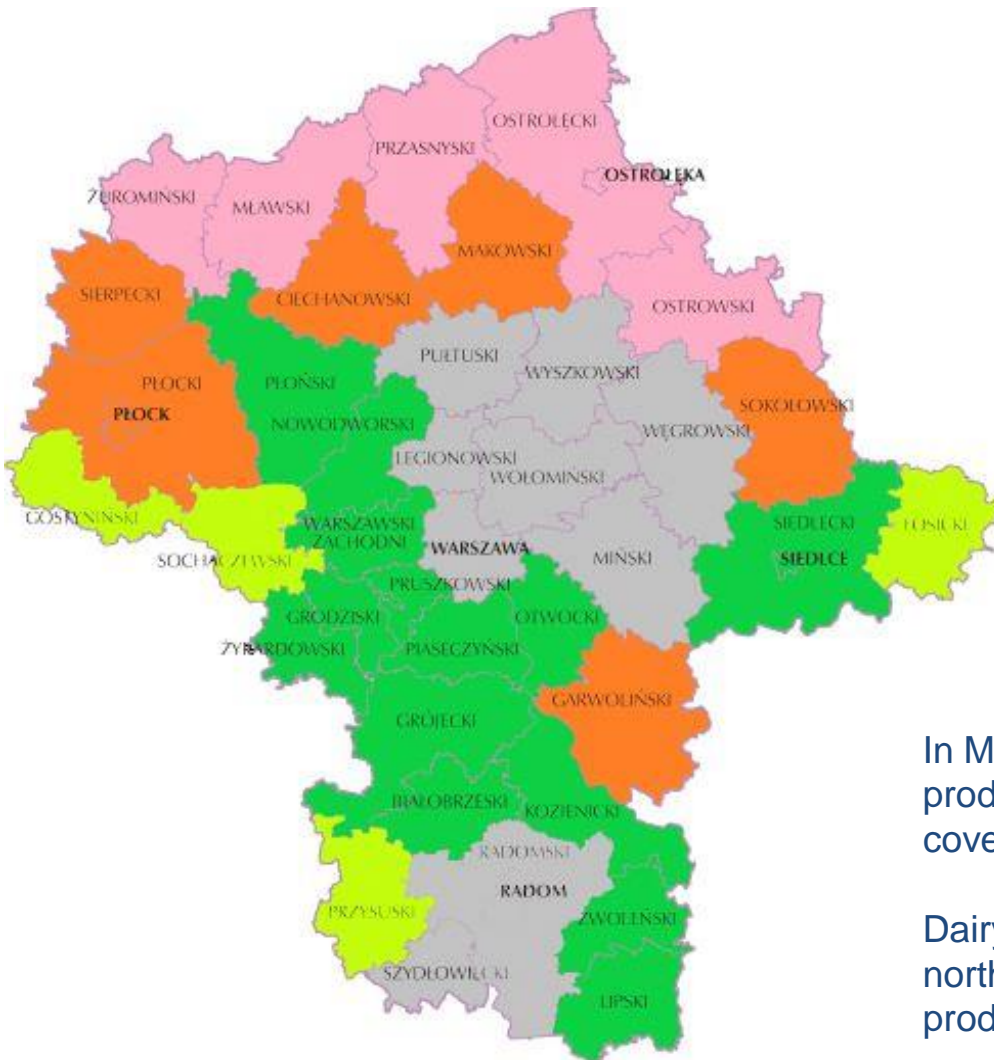 OSTROŁĘCKI
PRZASNYSKI
OSTROŁĘKA
ŻUROMIŃSKI
MŁAWSKI
MAKOWSKI
SIERPECKI
CIECHANOWSKI
OSTROWSKI
PUŁTUSKI
WYSZKOWSKI
PŁOCKI
PŁOŃSKI
SOKOŁOWSKI
PŁOCK
NOWODWORSKI
WĘGROWSKI
LEGIONOWSKI
WOŁOMIŃSKI
GOSTYNIŃSKI
WARSZAWSKI
ZACHODNI
SIEDLECKI
ŁOSICKI
SOCHACZEWSKI
WARSZAWA
MIŃSKI
SIEDLCE
PRUSZKOWSKI
GRODZISKI
OTWOCKI
ŻYRARDOWSKI
PIASECZYŃSKI
GARWOLIŃSKI
GRÓJECKI
BIAŁOBRZESKI
KOZIENICKI
RADOMSKI
RADOM
PRZYSUSKI
ZWOLEŃSKI
SZYDŁOWIECKI
LIPSKI
In M
prod
cove
Dairy
north
prod